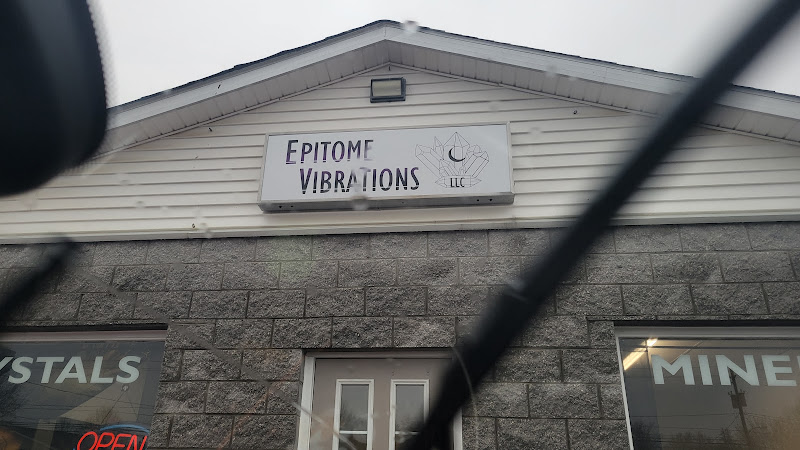 EPITOME
VIBRATIONS
LLC
YSTALS
MINE
OPEN